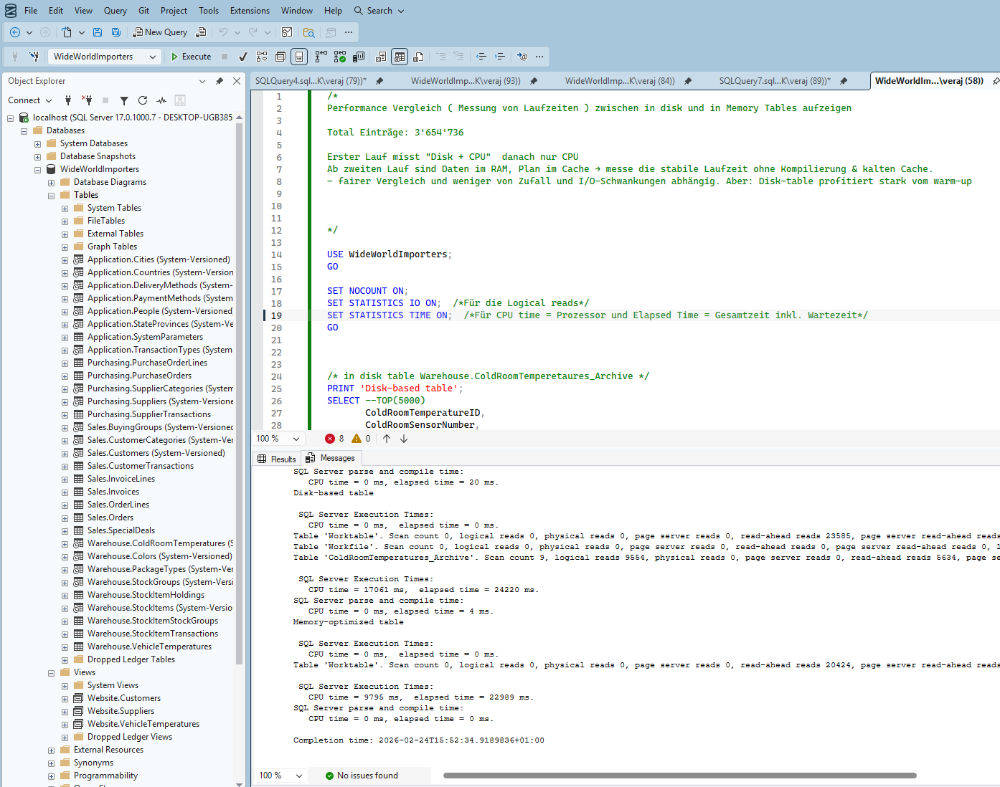 File Edit View Query Git Project Tools Extensions Window Help Search
New Query
WideWorldImporters Execute
Object Explorer
Connect
localhost (SQL Server 17.0.1000.7 - DESKTOP-UGB385
Databases
System Databases
Database Snapshots
WideWorldImporters
Database Diagrams
Tables
System Tables
FileTables
External Tables
Graph Tables
Application.Cities (System-Versioned)
Application.Countries (System-Version
Application.DeliveryMethods (System-
Application.PaymentMethods (System
Application.People (System-Versioned)
Application.StateProvinces (System-Ve
Application.SystemParameters
Application.TransactionTypes (System
Purchasing.PurchaseOrderLines
Purchasing.PurchaseOrders
Purchasing.SupplierCategories (System
Purchasing.Suppliers (System-Versione
Purchasing.SupplierTransactions
Sales.BuyingGroups (System-Versioned
Sales.CustomerCategories (System-Ver
Sales.Customers (System-Versioned)
Sales.CustomerTransactions
Sales.InvoiceLines
Sales.Invoices
Sales.OrderLines
Sales.Orders
Sales.SpecialDeals
Warehouse.ColdRoomTemperatures (S
Warehouse.Colors (System-Versioned)
Warehouse.PackageTypes (System-Ver
Warehouse.StockGroups (System-Versi
Warehouse.StockItemHoldings
Warehouse.StockItems (System-Versio
Warehouse.StockItemStockGroups
Warehouse.StockItemTransactions
Warehouse.VehicleTemperatures
Dropped Ledger Tables
Views
System Views
Website.Customers
Website.Suppliers
Website.VehicleTemperatures
Dropped Ledger Views
External Resources
Synonyms
Programmability
SQLQuery4.sql...K\veraj (79))* WideWorldImp...K\veraj (93)) WideWorldImp...K\veraj (84)) SQLQuery7.sql...K\veraj (89))* WideWorldIm...\veraj (58))
1 /*
2 Performance Vergleich ( Messung von Laufzeiten ) zwischen in disk und in Memory Tables aufzeigen
3
4 Total Einträge: 3'654'736
5
6 Erster Lauf misst "Disk + CPU"  danach nur CPU
7 Ab zweiten Lauf sind Daten im RAM, Plan im Cache → messe die stabile Laufzeit ohne Kompilierung & kalten Cache.
8 - fairer Vergleich und weniger von Zufall und I/O-Schwankungen abhängig. Aber: Disk-table profitiert stark vom warm-up
9
10
11
12 */
13
14 USE WideWorldImporters;
15 GO
16
17 SET NOCOUNT ON;
18 SET STATISTICS IO ON;  /*Für die Logical reads*/
19 SET STATISTICS TIME ON;  /*Für CPU time = Prozessor und Elapsed Time = Gesamtzeit inkl. Wartezeit*/
20 GO
21
22
23
24 /* in disk table Warehouse.ColdRoomTemperetaures_Archive */
25 PRINT 'Disk-based table';
26 SELECT --TOP(5000)
27 ColdRoomTemperatureID,
28 ColdRoomSensorNumber,
100 % 8 0
Results Messages
SQL Server parse and compile time:
CPU time = 0 ms, elapsed time = 20 ms.
Disk-based table
SQL Server Execution Times:
CPU time = 0 ms,  elapsed time = 0 ms.
Table 'Worktable'. Scan count 0, logical reads 0, physical reads 0, page server reads 0, read-ahead reads 23585, page server read-ahead reads
Table 'Workfile'. Scan count 0, logical reads 0, physical reads 0, page server reads 0, read-ahead reads 0, page server read-ahead reads 0, l
Table 'ColdRoomTemperatures_Archive'. Scan count 9, logical reads 9554, physical reads 0, page server reads 0, read-ahead reads 5634, page se
SQL Server Execution Times:
CPU time = 17061 ms,  elapsed time = 24220 ms.
SQL Server parse and compile time:
CPU time = 0 ms, elapsed time = 4 ms.
Memory-optimized table
SQL Server Execution Times:
CPU time = 0 ms,  elapsed time = 0 ms.
Table 'Worktable'. Scan count 0, logical reads 0, physical reads 0, page server reads 0, read-ahead reads 20424, page server read-ahead reads
SQL Server Execution Times:
CPU time = 9795 ms,  elapsed time = 22989 ms.
SQL Server parse and compile time:
CPU time = 0 ms, elapsed time = 0 ms.
Completion time: 2026-02-24T15:52:34.9189836+01:00
100 % No issues found